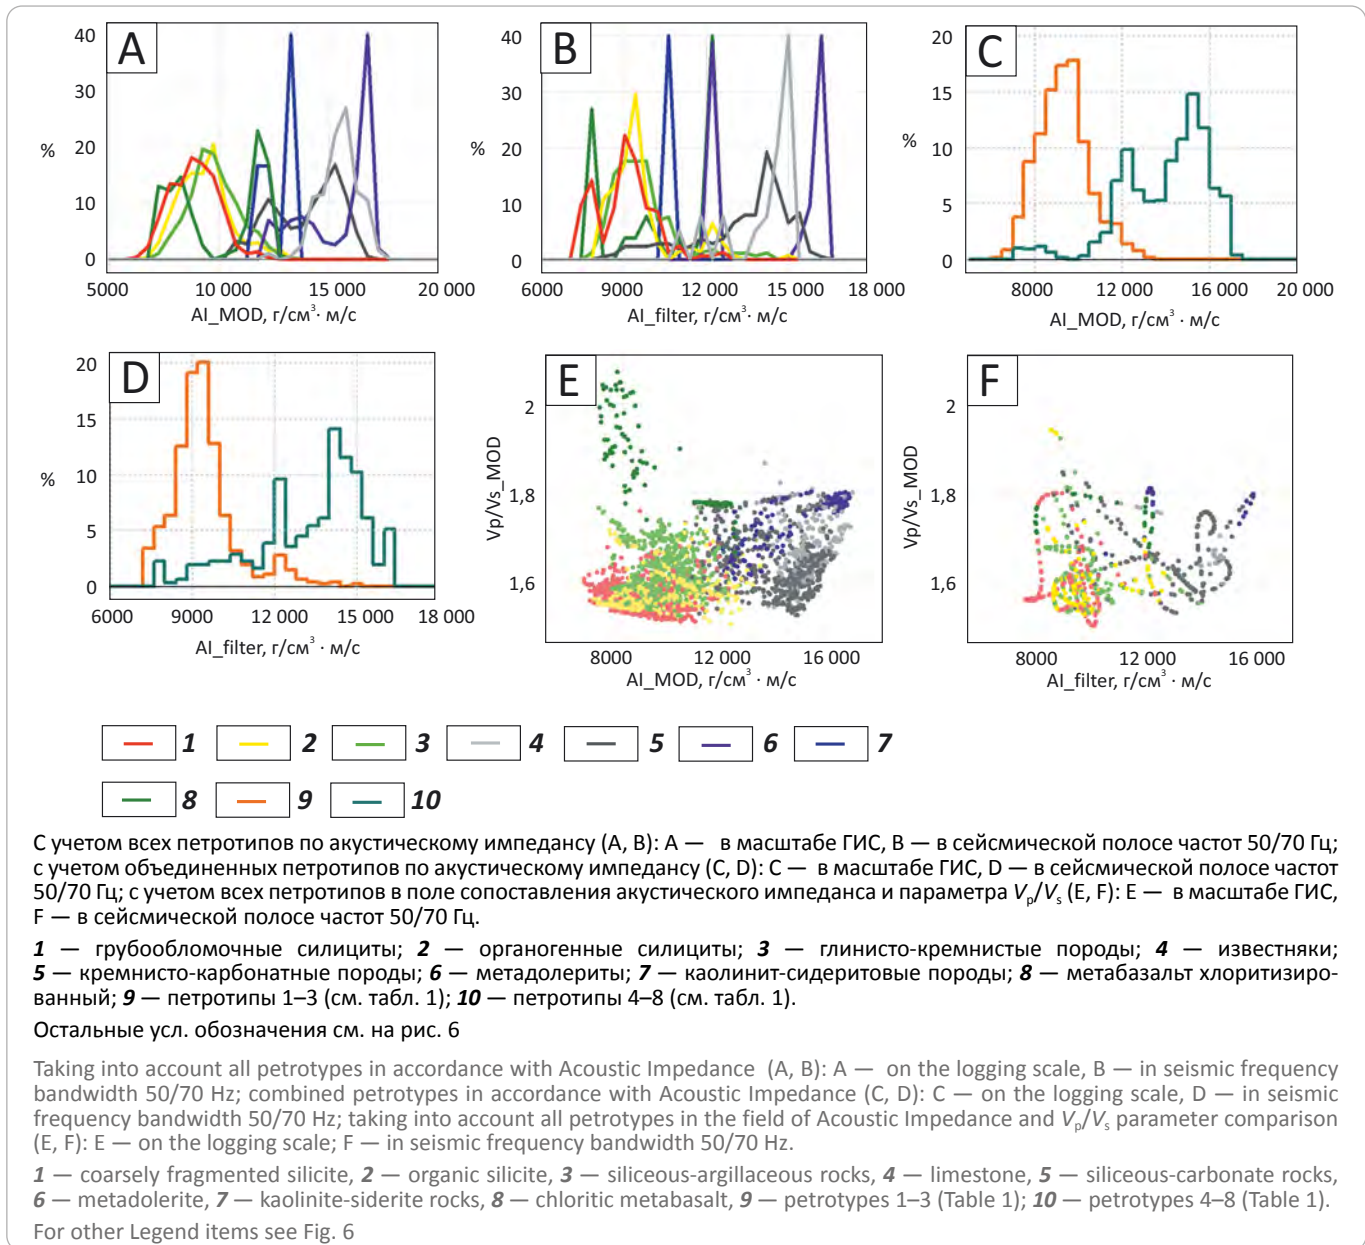 A
40
30
20
10
0
%
5000 10 000 15 000 20 000
AI_MOD, г/см³· м/с
B
40
30
20
10
0
%
6000 9000 12 000 15 000 18 000
AI_filter, г/см³· м/с
C
20
15
10
5
0
%
8000 12 000 16 000 20 000
AI_MOD, г/см³· м/с
D
20
15
10
5
0
%
6000 9000 12 000 15 000 18 000
AI_filter, г/см³ · м/с
E
2
1,8
1,6
Vp/Vs_MOD
8000 12 000 16 000
AI_MOD, г/см³ · м/с
F
2
1,8
1,6
Vp/Vs_MOD
8000 12 000 16 000
AI_filter, г/см³ · м/с
1 2 3 4 5 6 7
8 9 10
С учетом всех петротипов по акустическому импедансу (A, B): A — в масштабе ГИС, B — в сейсмической полосе частот 50/70 Гц;
с учетом объединенных петротипов по акустическому импедансу (C, D): C — в масштабе ГИС, D — в сейсмической полосе частот
50/70 Гц; с учетом всех петротипов в поле сопоставления акустического импеданса и параметра Vp/Vs (E, F): E — в масштабе ГИС,
F — в сейсмической полосе частот 50/70 Гц.
1 — грубообломочные силициты; 2 — органогенные силициты; 3 — глинисто-кремнистые породы; 4 — известняки;
5 — кремнисто-карбонатные породы; 6 — метадолериты; 7 — каолинит-сидеритовые породы; 8 — метабазальт хлоритизиро-
ванный; 9 — петротипы 1–3 (см. табл. 1); 10 — петротипы 4–8 (см. табл. 1).
Остальные усл. обозначения см. на рис. 6
Taking into account all petrotypes in accordance with Acoustic Impedance (A, B): A — on the logging scale, B — in seismic frequency
bandwidth 50/70 Hz; combined petrotypes in accordance with Acoustic Impedance (C, D): C — on the logging scale, D — in seismic
frequency bandwidth 50/70 Hz; taking into account all petrotypes in the field of Acoustic Impedance and Vp/Vs parameter comparison
(E, F): E — on the logging scale; F — in seismic frequency bandwidth 50/70 Hz.
1 — coarsely fragmented silicite, 2 — organic silicite, 3 — siliceous-argillaceous rocks, 4 — limestone, 5 — siliceous-carbonate rocks,
6 — metadolerite, 7 — kaolinite-siderite rocks, 8 — chloritic metabasalt, 9 — petrotypes 1–3 (Table 1); 10 — petrotypes 4–8 (Table 1).
For other Legend items see Fig. 6